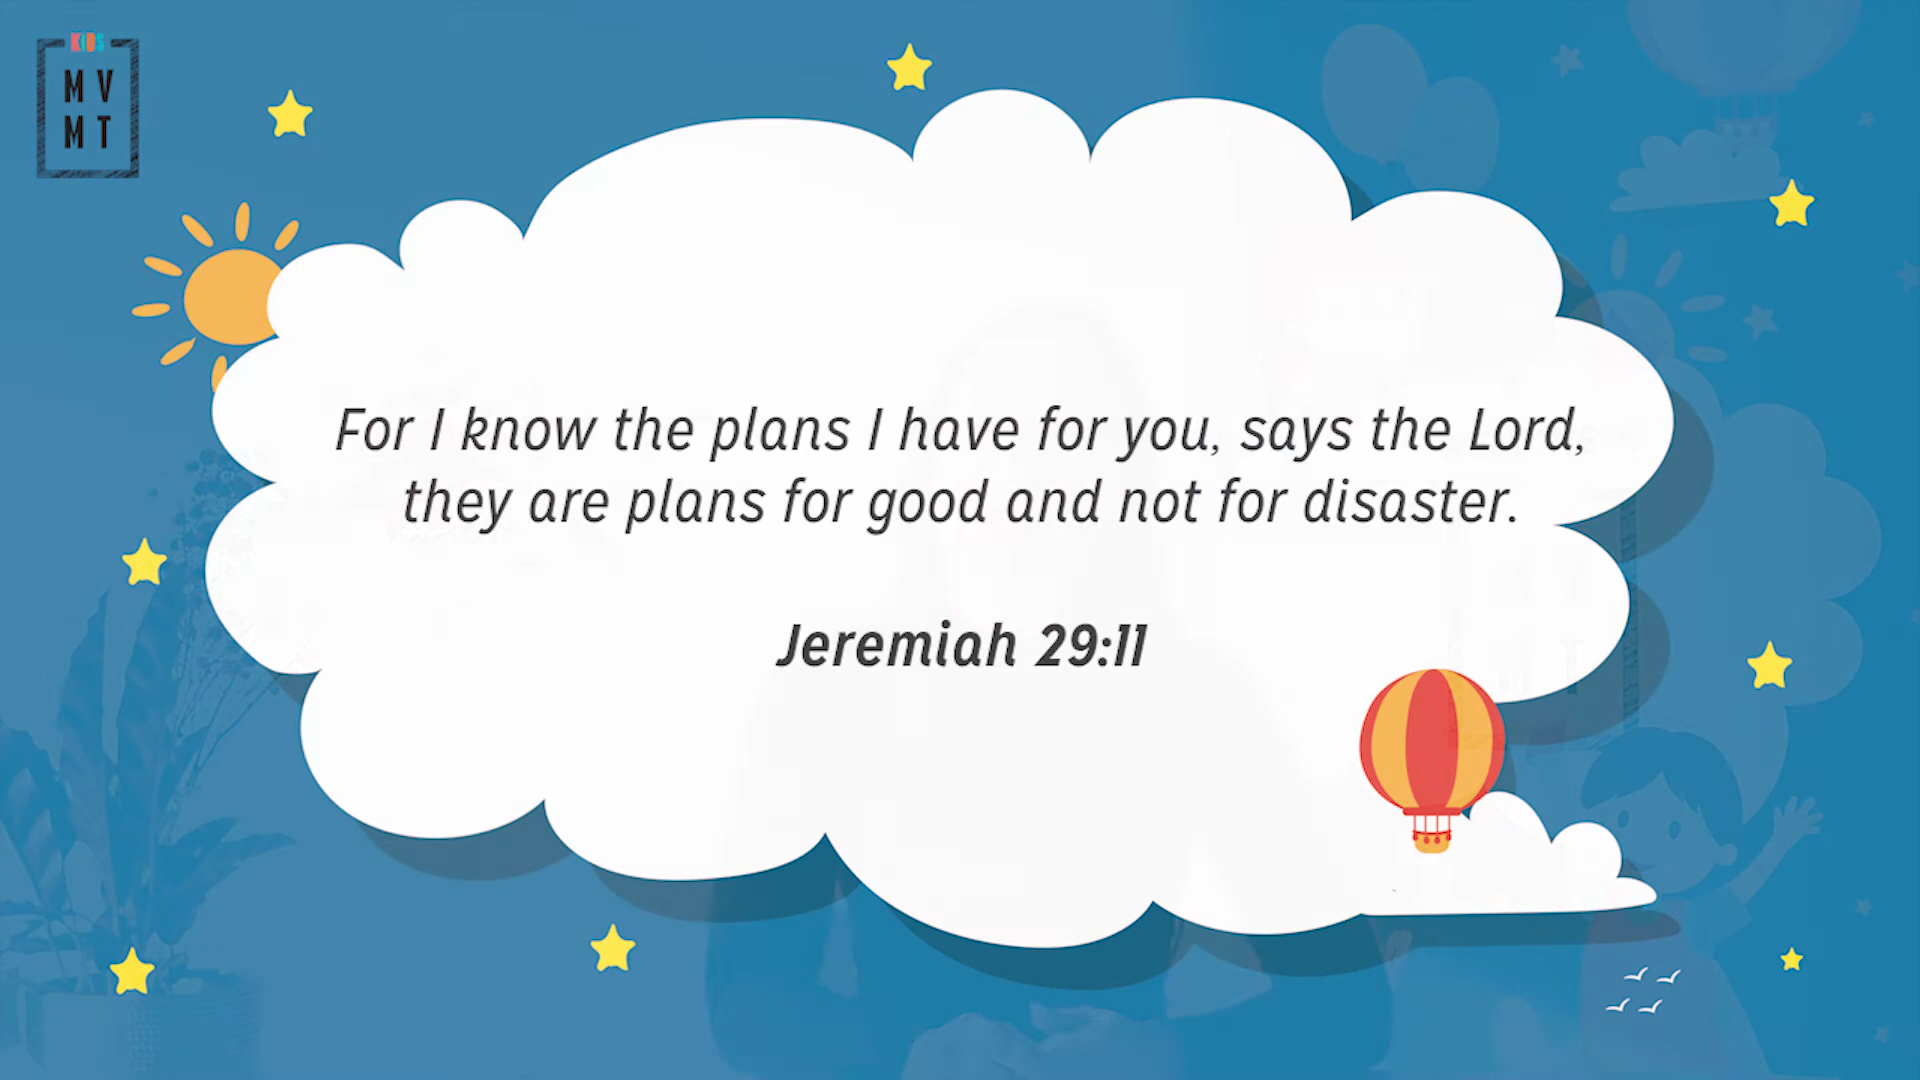 KIDS
M V
M T
For I know the plans I have for you, says the Lord,
they are plans for good and not for disaster.
Jeremiah 29:11